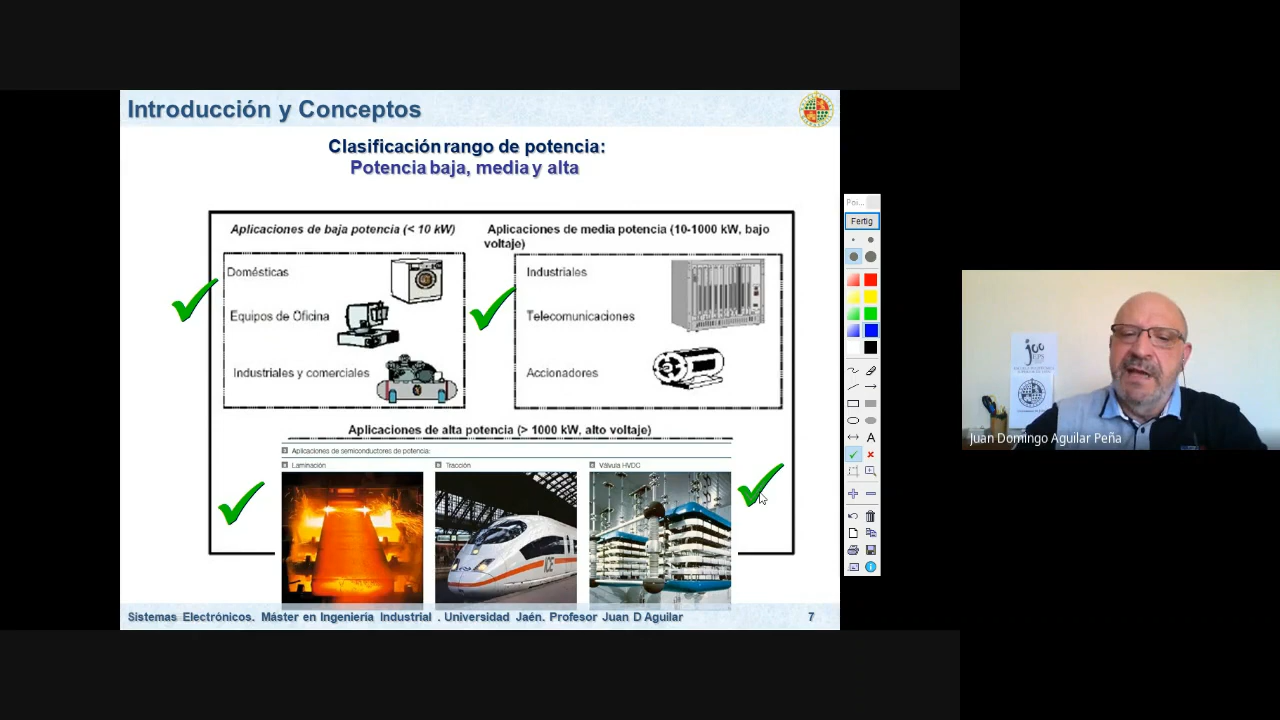 Introducción y Conceptos
Clasificación rango de potencia:
Potencia baja, media y alta
Aplicaciones de baja potencia (< 10 kW)
Domésticas
Equipos de Oficina
Industriales y comerciales
Aplicaciones de media potencia (10-1000 kW, bajo
voltaje)
Industriales
Telecomunicaciones
Accionadores
Aplicaciones de alta potencia (> 1000 kW, alto voltaje)
Aplicaciones de semiconductores de potencia:
Laminación
Tracción
Válvula HVDC
ICE
Sistemas Electrónicos. Máster en Ingeniería Industrial . Universidad Jaén. Profesor Juan D Aguilar
7
Poi...
Fertig
A
Juan Domingo Aguilar Peña